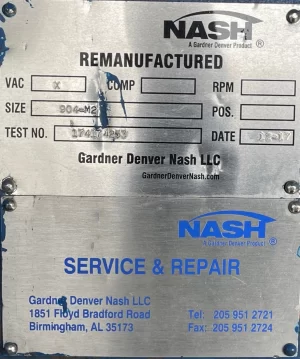 NASH
A Gardner Denver Product ®
REMANUFACTURED
VAC X COMP RPM
SIZE 904-M2 POS.
TEST NO. DATE 12-17
Gardner Denver Nash LLC
GardnerDenverNash.com
NASH
A Gardner Denver Product ®
SERVICE & REPAIR
Gardner Denver Nash LLC
1851 Floyd Bradford Road Tel: 205 951 2721
Birmingham, AL 35173 Fax: 205 951 2724